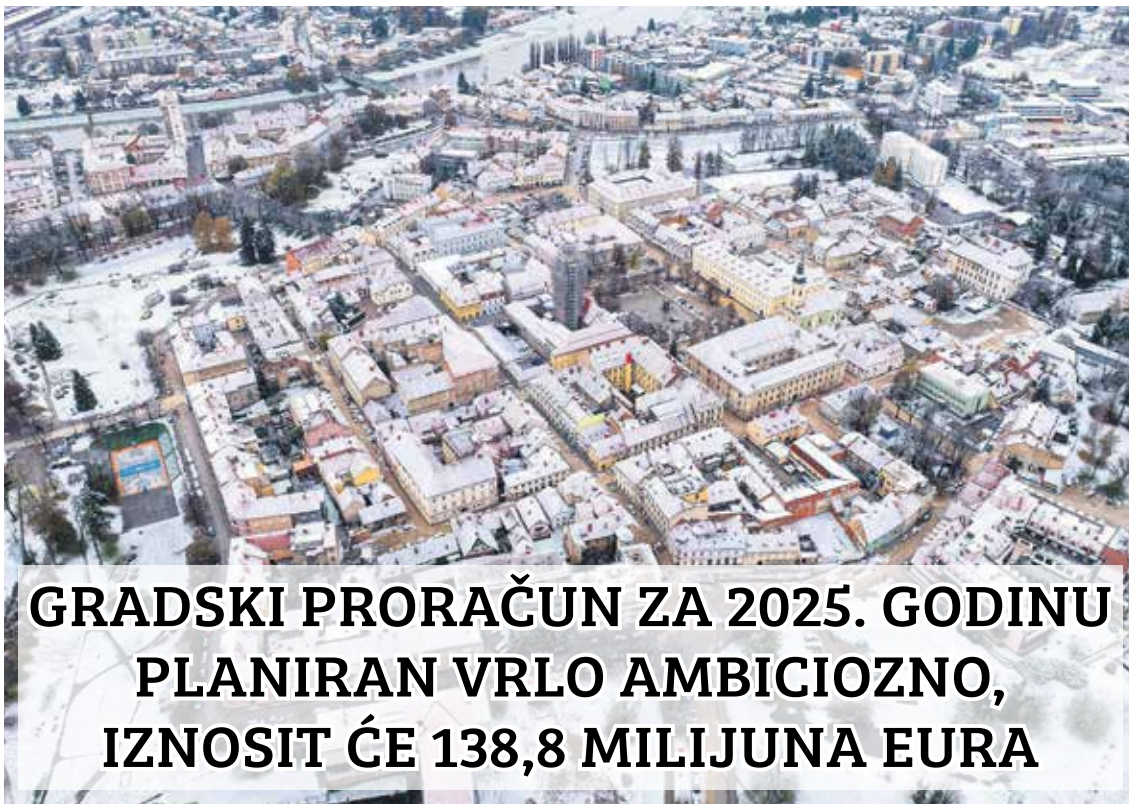 GRADSKI PRORAČUN ZA 2025. GODINU
PLANIRAN VRLO AMBICIOZNO,
IZNOSIT ĆE 138,8 MILIJUNA EURA